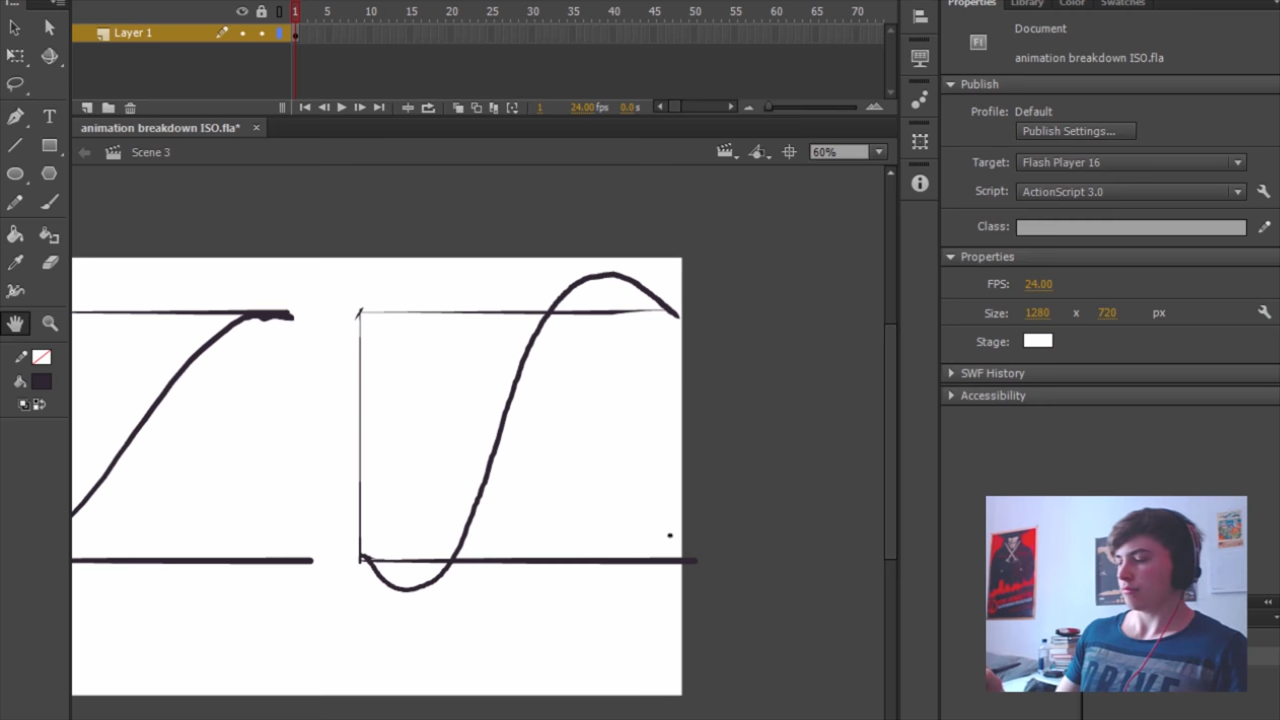 Properties Library Color Swatches
1 5 10 15 20 25 30 35 40 45 50 55 60 65 70
Layer 1
1 24.00 fps 0.0 s
animation breakdown ISO.fla* ×
Scene 3
60%
T
Document
Fl
animation breakdown ISO.fla
Publish
Profile: Default
Publish Settings...
Target: Flash Player 16
Script: ActionScript 3.0
Class:
Properties
FPS: 24.00
Size: 1280 x 720 px
Stage:
SWF History
Accessibility
DRIVE